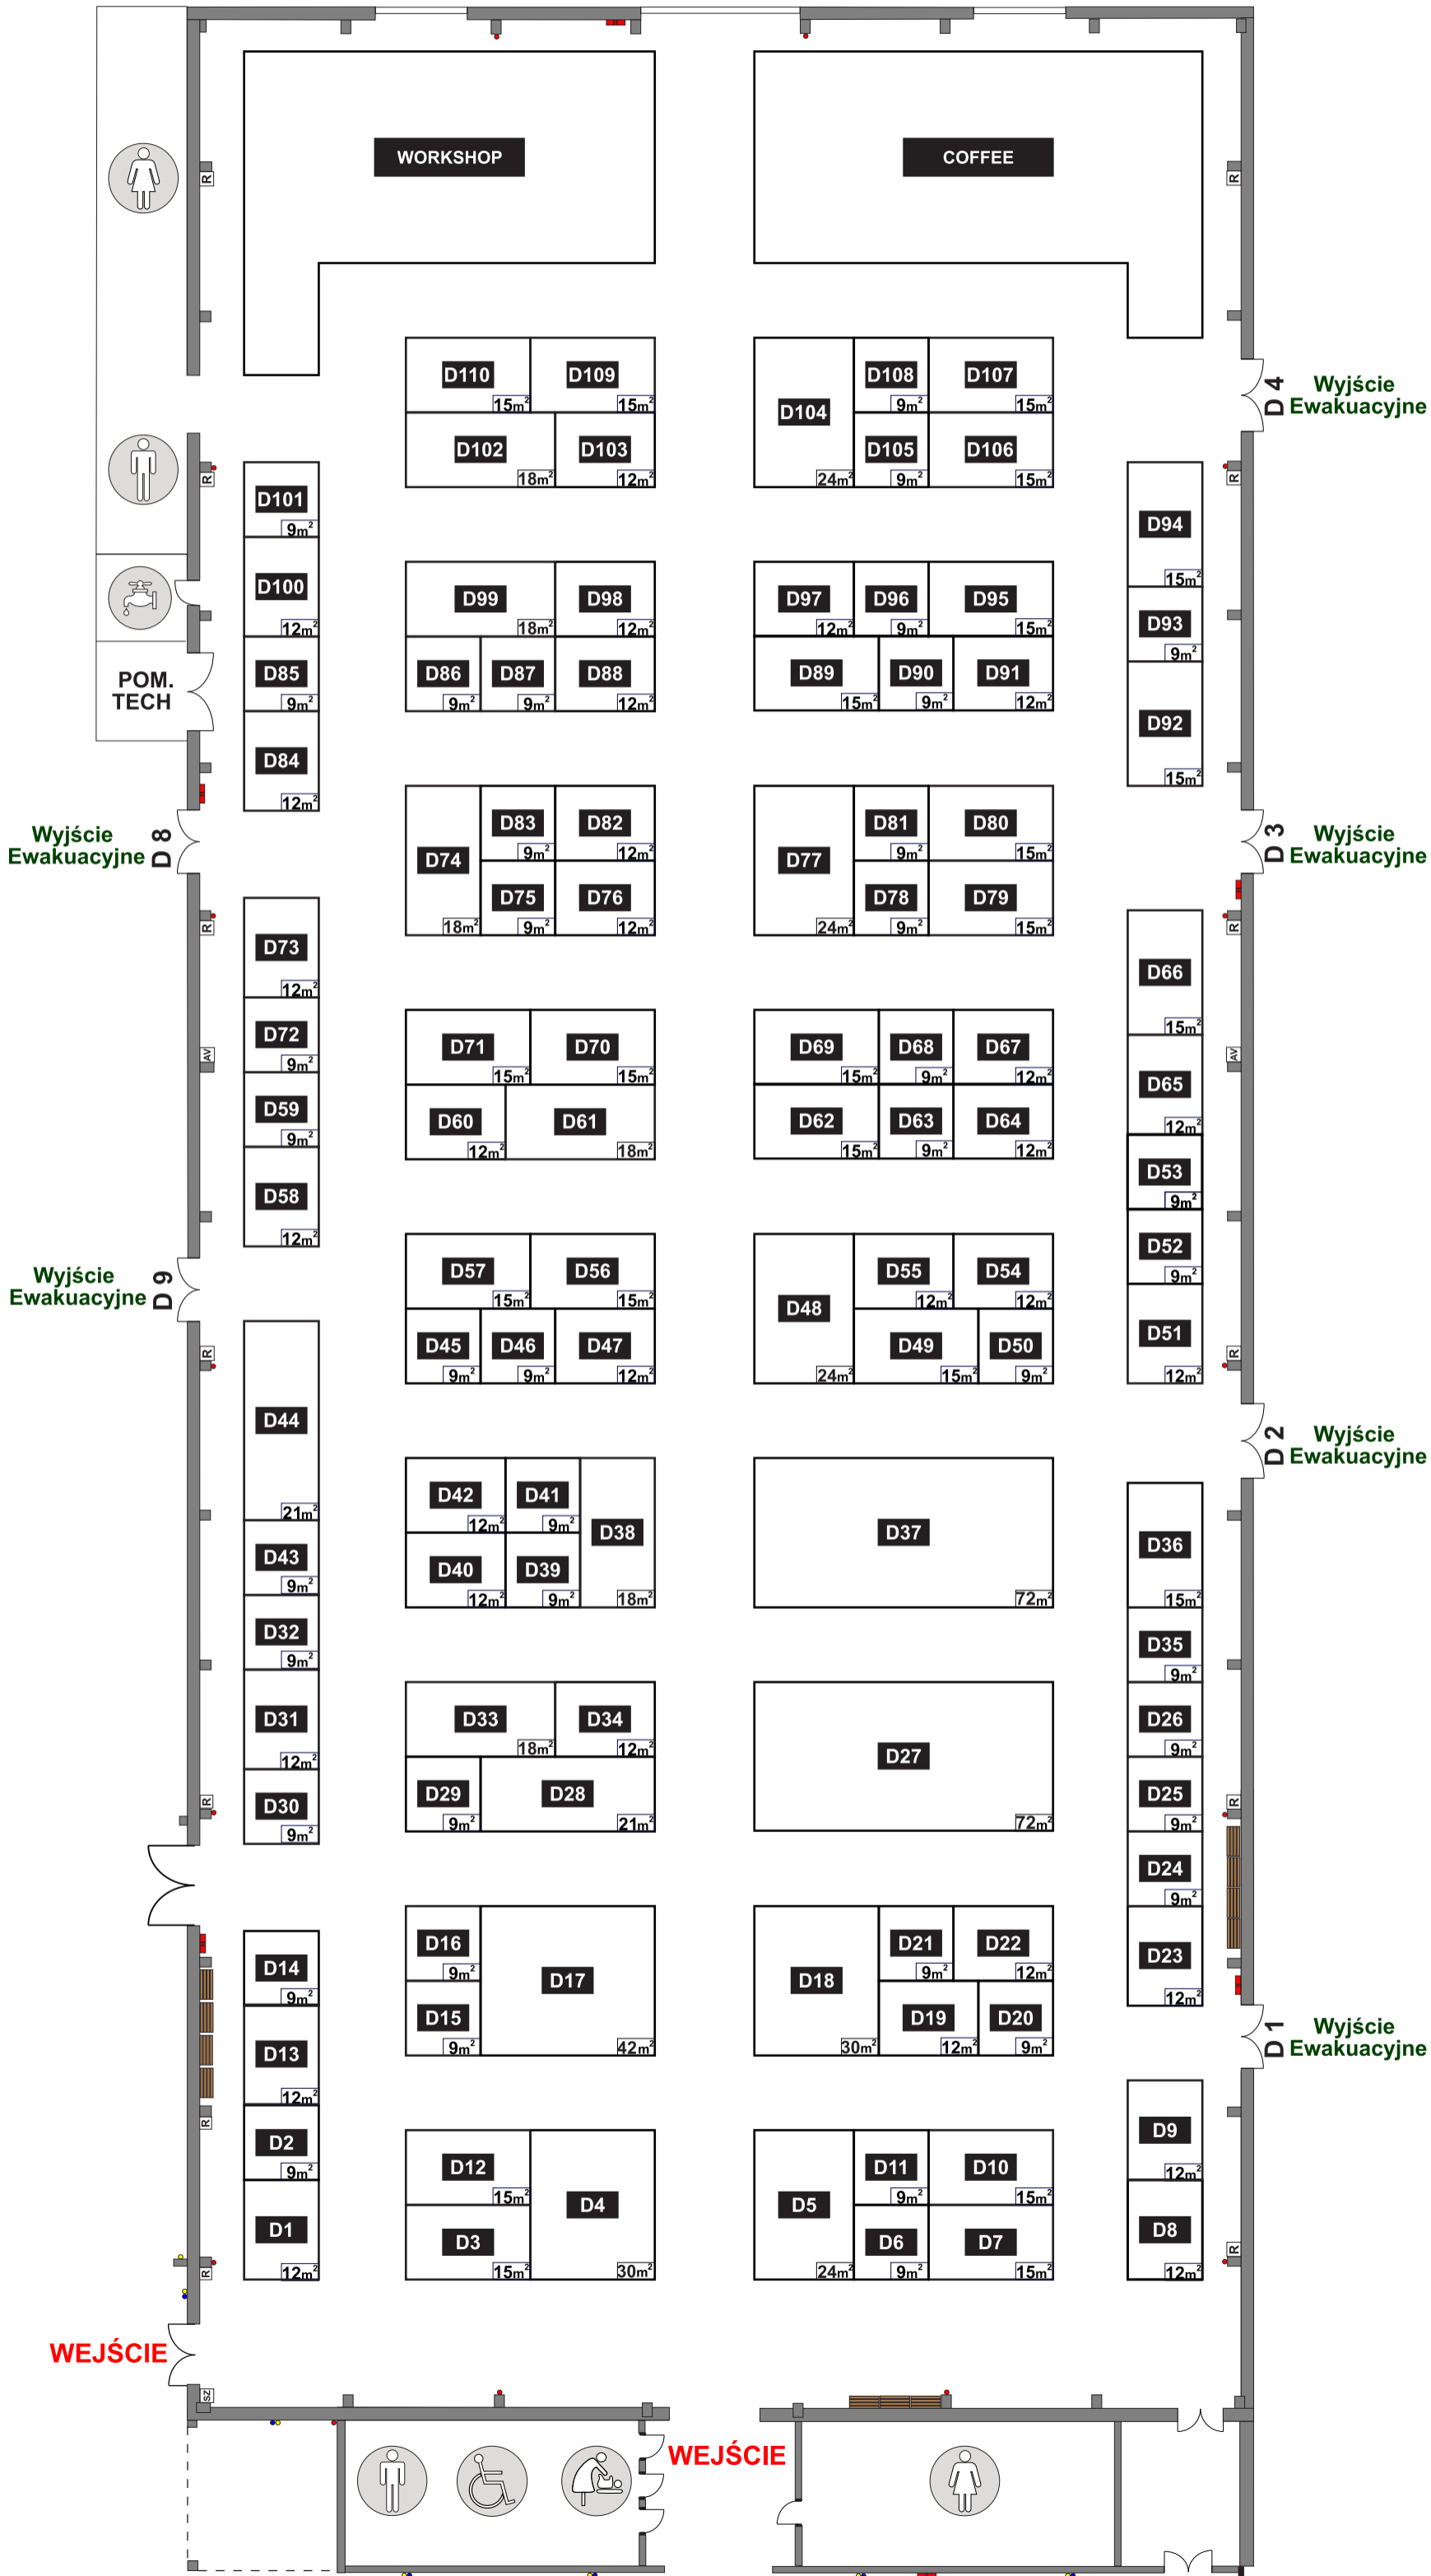 WORKSHOP
COFFEE
R
R
D110
15m²
D109
15m²
D104
24m²
D108
9m²
D107
15m²
D 4
Wyjście
Ewakuacyjne
D102
18m²
D103
12m²
D105
9m²
D106
15m²
R
R
D101
9m²
D94
15m²
D100
12m²
D99
18m²
D98
12m²
D97
12m²
D96
9m²
D95
15m²
D93
9m²
POM.
TECH
D85
9m²
D86
9m²
D87
9m²
D88
12m²
D89
15m²
D90
9m²
D91
12m²
D92
15m²
D84
12m²
Wyjście
Ewakuacyjne
D 8
D74
18m²
D83
9m²
D82
12m²
D77
24m²
D81
9m²
D80
15m²
D 3
Wyjście
Ewakuacyjne
D75
9m²
D76
12m²
D78
9m²
D79
15m²
R
R
D73
12m²
D66
15m²
D72
9m²
AV
D71
15m²
D70
15m²
D69
15m²
D68
9m²
D67
12m²
AV
D65
12m²
D59
9m²
D60
12m²
D61
18m²
D62
15m²
D63
9m²
D64
12m²
D53
9m²
D58
12m²
D52
9m²
Wyjście
Ewakuacyjne
D 9
D57
15m²
D56
15m²
D48
24m²
D55
12m²
D54
12m²
D51
12m²
R
D45
9m²
D46
9m²
D47
12m²
D49
15m²
D50
9m²
R
D44
21m²
D 2
Wyjście
Ewakuacyjne
D42
12m²
D41
9m²
D38
18m²
D37
72m²
D36
15m²
D43
9m²
D40
12m²
D39
9m²
D32
9m²
D35
9m²
D31
12m²
D33
18m²
D34
12m²
D27
72m²
D26
9m²
D30
9m²
R
D29
9m²
D28
21m²
D25
9m²
R
D24
9m²
D14
9m²
D16
9m²
D17
42m²
D18
30m²
D21
9m²
D22
12m²
D23
12m²
D13
12m²
D15
9m²
D19
12m²
D20
9m²
D 1
Wyjście
Ewakuacyjne
R
D2
9m²
D12
15m²
D4
30m²
D5
24m²
D11
9m²
D10
15m²
D9
12m²
D1
12m²
D3
15m²
D6
9m²
D7
15m²
D8
12m²
R
R
WEJŚCIE
SZ
WEJŚCIE